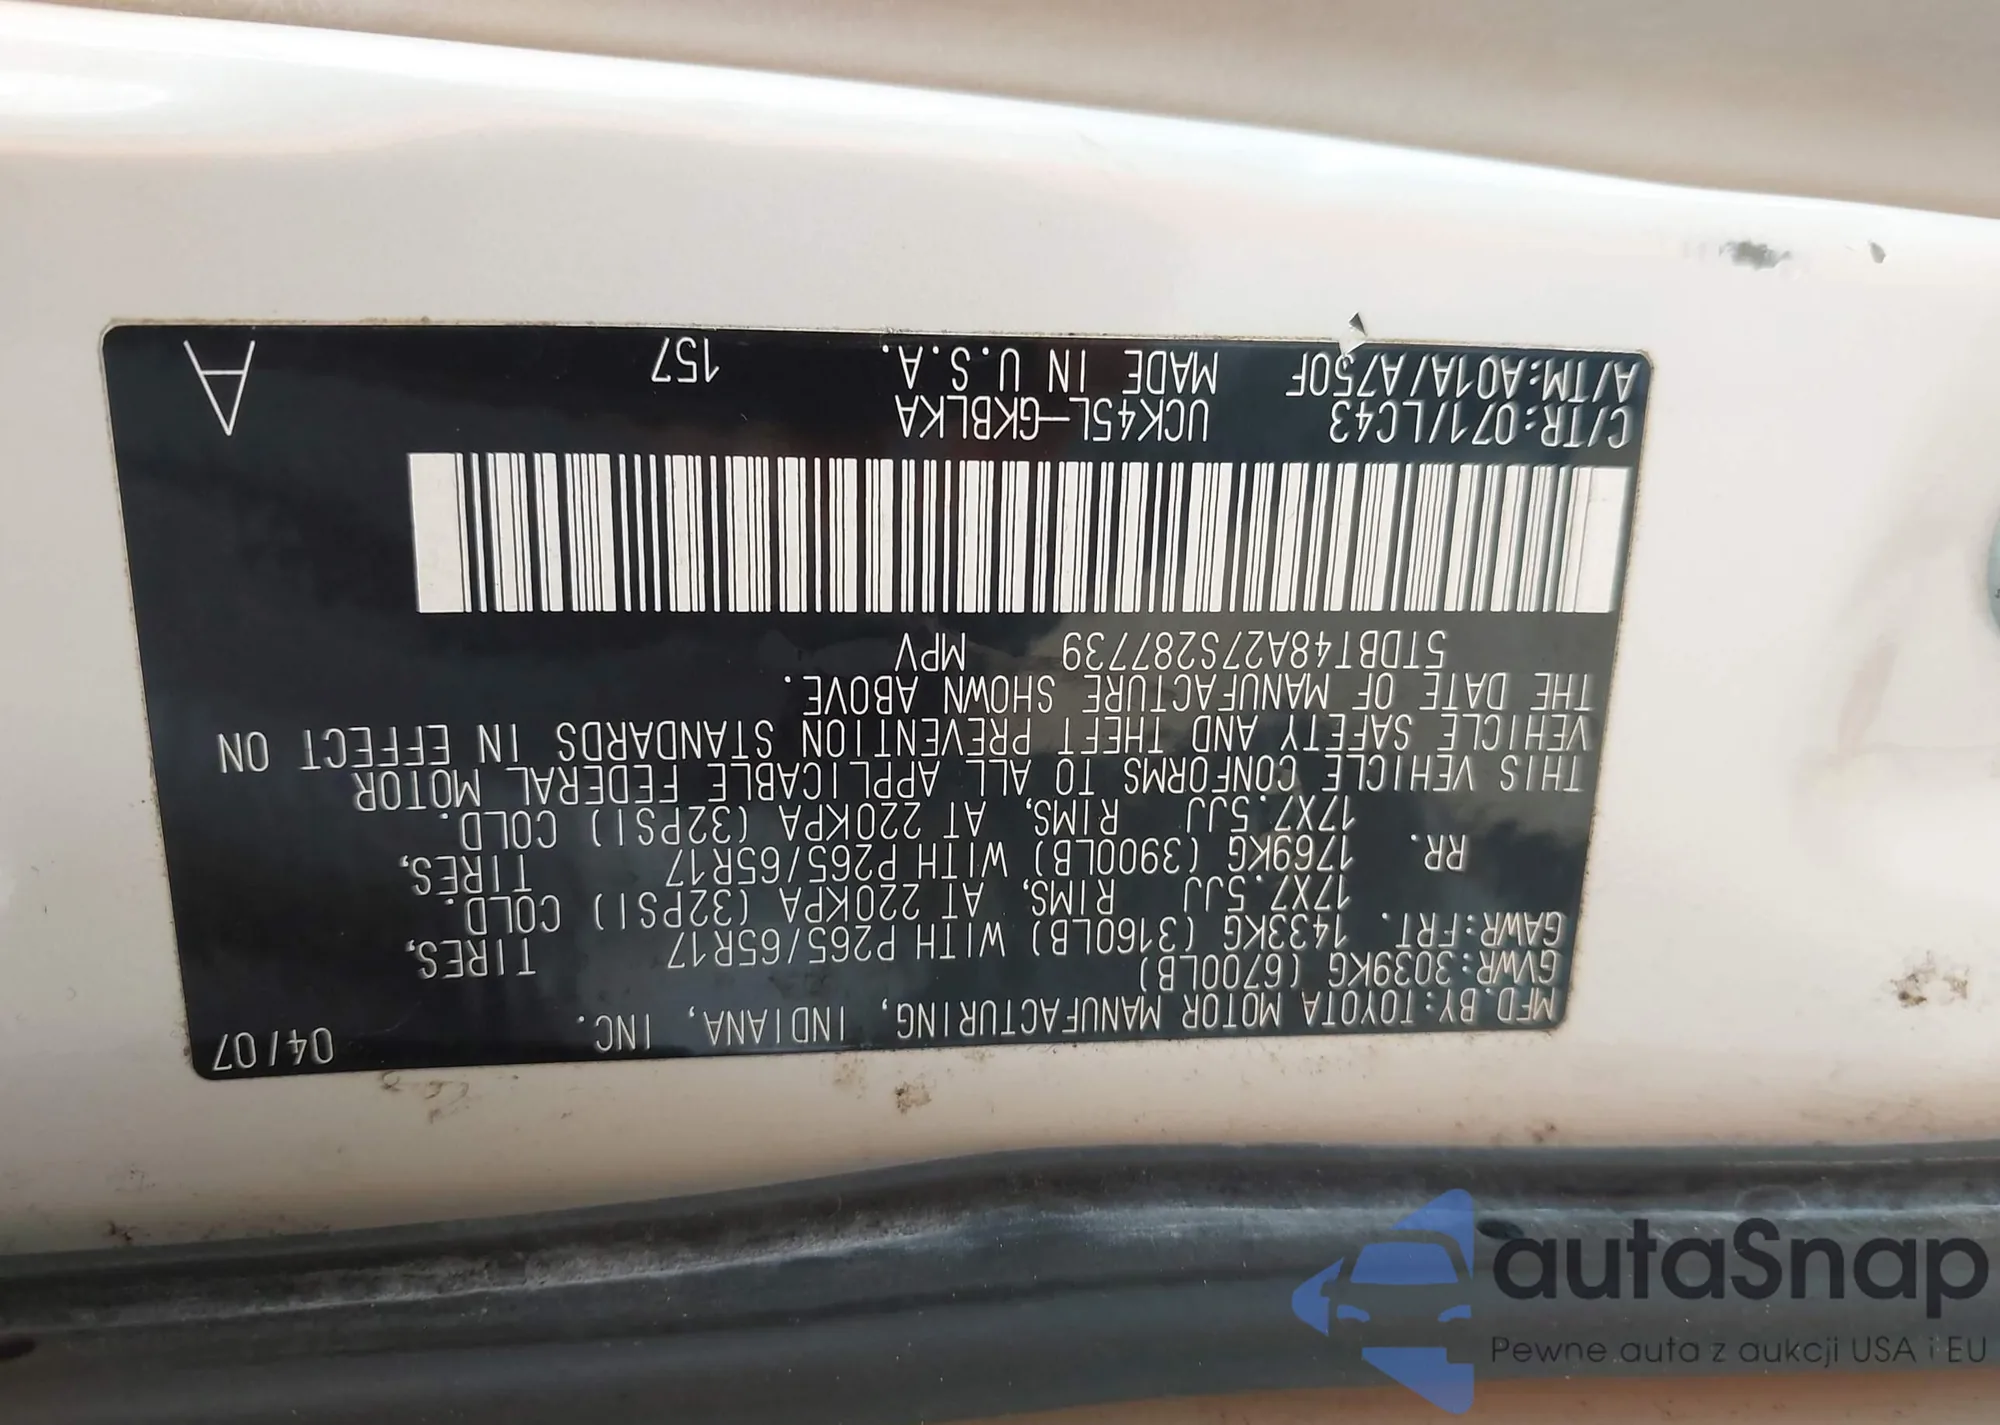 MFD.BY:TOYOTA MOTOR MANUFACTURING, INDIANA, INC. 04/07
GVWR:3039KG (6700LB)
GAWR:FRT. 1433KG (3160LB) WITH P265/65R17 TIRES,
17X7.5JJ RIMS, AT 220KPA (32PSI) COLD.
RR. 1769KG (3900LB) WITH P265/65R17 TIRES,
17X7.5JJ RIMS, AT 220KPA (32PSI) COLD.
THIS VEHICLE CONFORMS TO ALL APPLICABLE FEDERAL MOTOR
VEHICLE SAFETY AND THEFT PREVENTION STANDARDS IN EFFECT ON
THE DATE OF MANUFACTURE SHOWN ABOVE.
5TDBT48A27S287739 MPV
C/TR:071/LC43 UCK45L-GKBLKA
A/TM:A01A/A750F MADE IN U.S.A. 157 A
autaSnap
Pewne auta z aukcji USA i EU